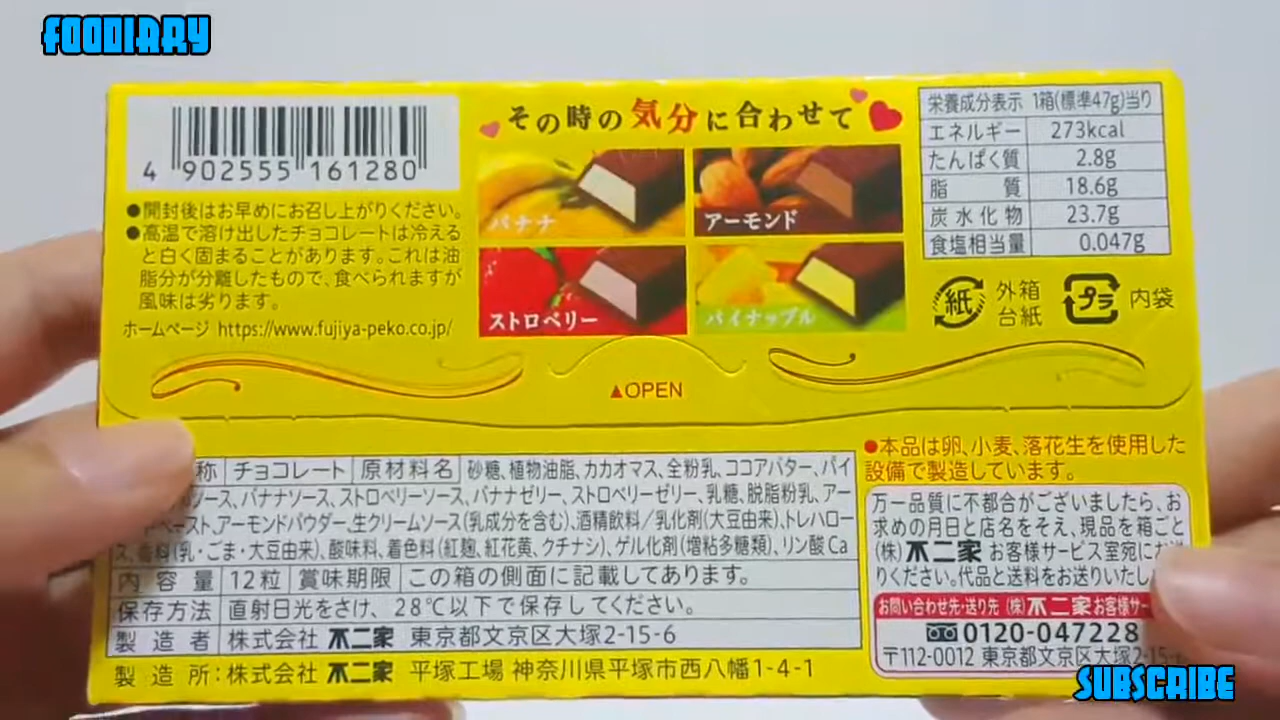 FOODIARY
4 902555 161280
●開封後はお早めにお召し上がりください。
●高温で溶け出したチョコレートは冷える
と白く固まることがあります。これは油
脂分が分離したもので、食べられますが
風味は劣ります。
ホームページ https://www.fujiya-peko.co.jp/
その時の気分に合わせて
バナナ
アーモンド
ストロベリー
パイナップル
栄養成分表示 1箱(標準47g)当り
エネルギー 273kcal
たんぱく質 2.8g
脂質 18.6g
炭水化物 23.7g
食塩相当量 0.047g
紙 外箱
台紙
プラ 内袋
▲OPEN
称 チョコレート 原材料名 砂糖、植物油脂、カカオマス、全粉乳、ココアバター、パイ
ソース、バナナソース、ストロベリーソース、バナナゼリー、ストロベリーゼリー、乳糖、脱脂粉乳、アー
ペースト、アーモンドパウダー、生クリームソース(乳成分を含む)、酒精飲料/乳化剤(大豆由来)、トレハロー
ス、香料(乳・ごま・大豆由来)、酸味料、着色料(紅麹、紅花黄、クチナシ)、ゲル化剤(増粘多糖類)、リン酸Ca
内容量 12粒 賞味期限 この箱の側面に記載してあります。
保存方法 直射日光をさけ、28℃以下で保存してください。
製造者 株式会社 不二家 東京都文京区大塚2-15-6
製造所:株式会社 不二家 平塚工場 神奈川県平塚市西八幡1-4-1
●本品は卵、小麦、落花生を使用した
設備で製造しています。
万一品質に不都合がございましたら、お
求めの月日と店名をそえ、現品を箱ごと
(株)不二家 お客様サービス室宛にお送
りください。代品と送料をお送りいたし
お問い合わせ先・送り先 (株)不二家お客様サー
0120-047228
〒112-0012 東京都文京区大塚2-15-6
SUBSCRIBE